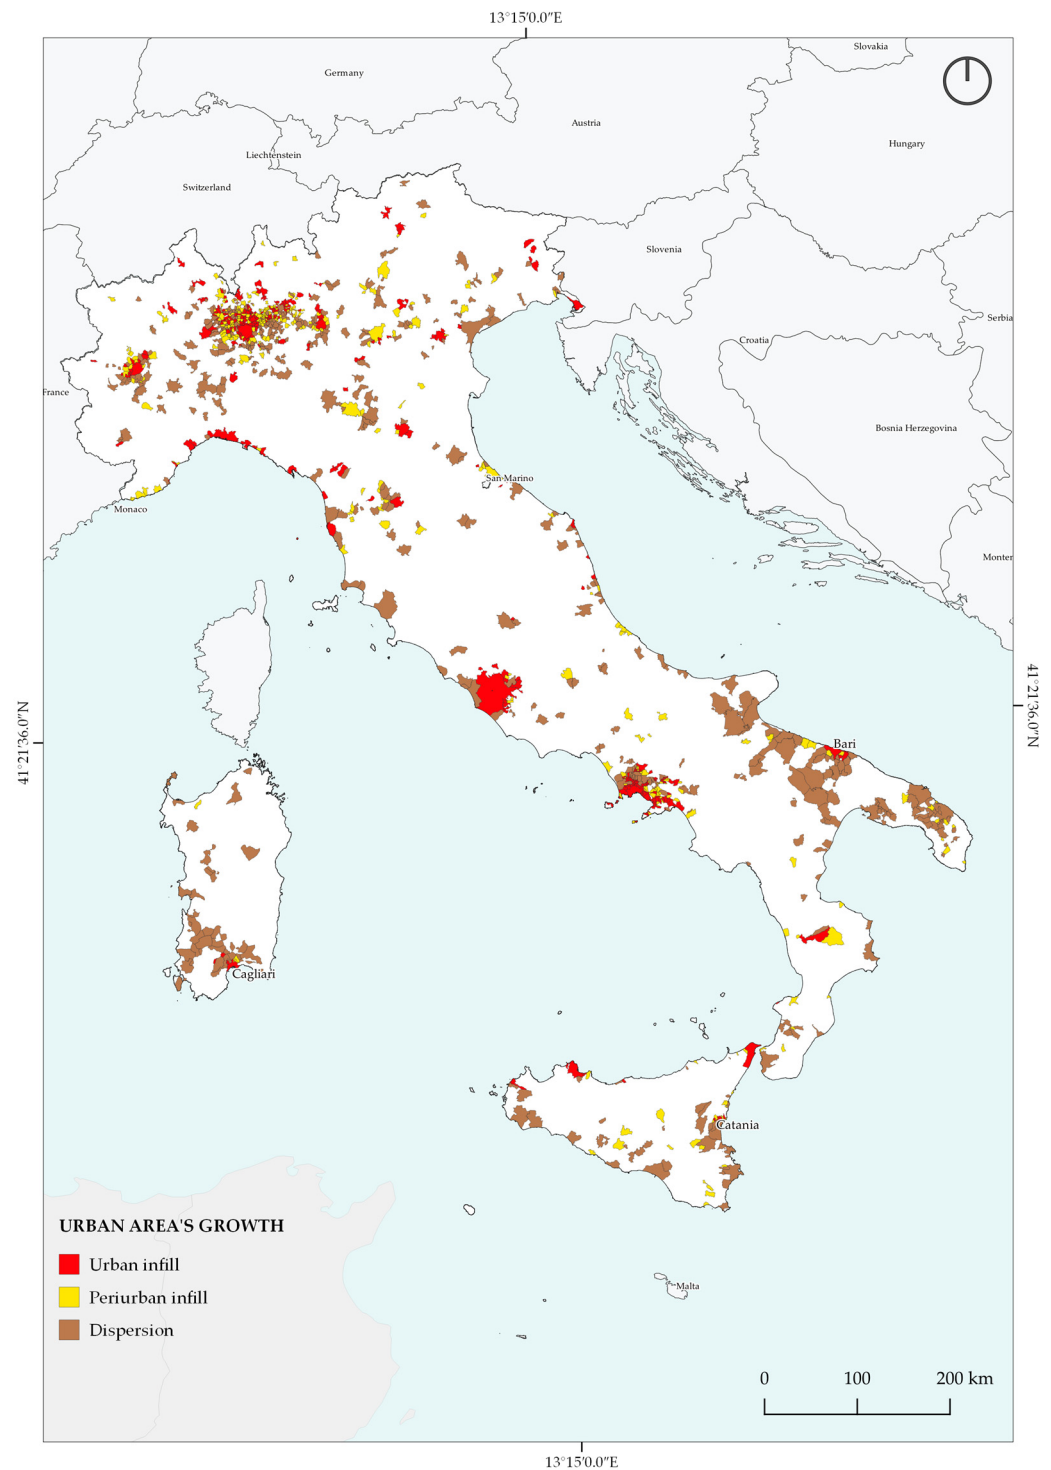 13°15'0.0"E
Slovakia
Germany
Austria
Hungary
Liechtenstein
Switzerland
Slovenia
Serbia
Croatia
France
Bosnia Herzegovina
San Marino
Monaco
Monter
41°21'36.0"N
41°21'36.0"N
Bari
Cagliari
Catania
URBAN AREA'S GROWTH
Urban infill
Periurban infill
Dispersion
Malta
0 100 200 km
13°15'0.0"E